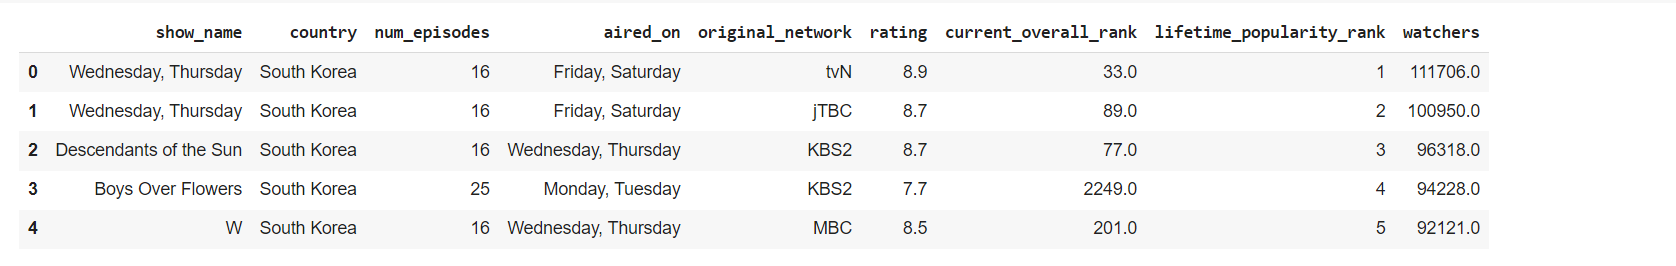 show_name country num_episodes aired_on original_network rating current_overall_rank lifetime_popularity_rank watchers
0 Wednesday, Thursday South Korea 16 Friday, Saturday tvN 8.9 33.0 1 111706.0
1 Wednesday, Thursday South Korea 16 Friday, Saturday jTBC 8.7 89.0 2 100950.0
2 Descendants of the Sun South Korea 16 Wednesday, Thursday KBS2 8.7 77.0 3 96318.0
3 Boys Over Flowers South Korea 25 Monday, Tuesday KBS2 7.7 2249.0 4 94228.0
4 W South Korea 16 Wednesday, Thursday MBC 8.5 201.0 5 92121.0